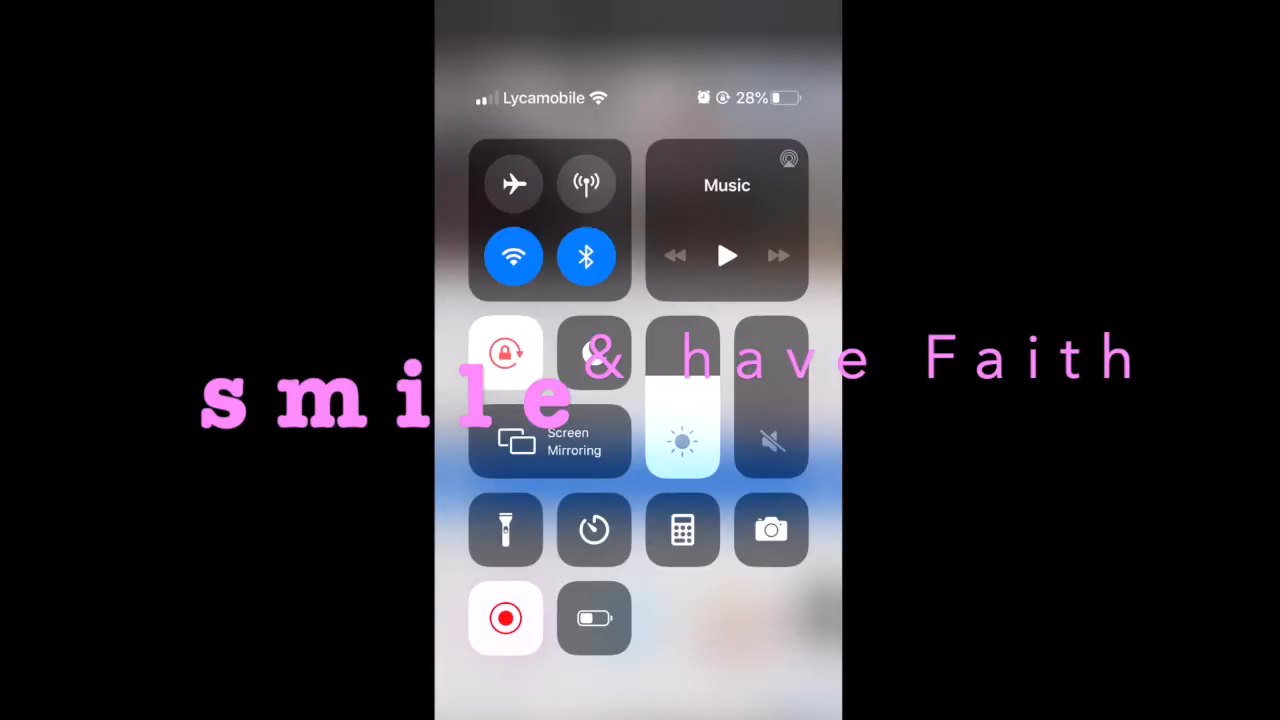 Lycamobile 28%
Music
& have Faith
smile
Screen
Mirroring